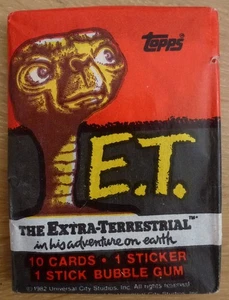 Topps
E.T.
THE EXTRA-TERRESTRIAL™
in his adventure on earth
10 CARDS • 1 STICKER
1 STICK BUBBLE GUM
©1982 Universal City Studios, Inc. All rights reserved